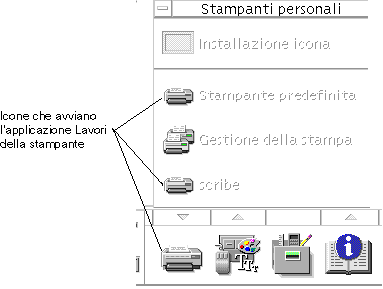 Stampanti personali
Installazione icona
Stampante predefinita
Icone che avviano
l'applicazione Lavori
della stampante
Gestione della stampa
scribe